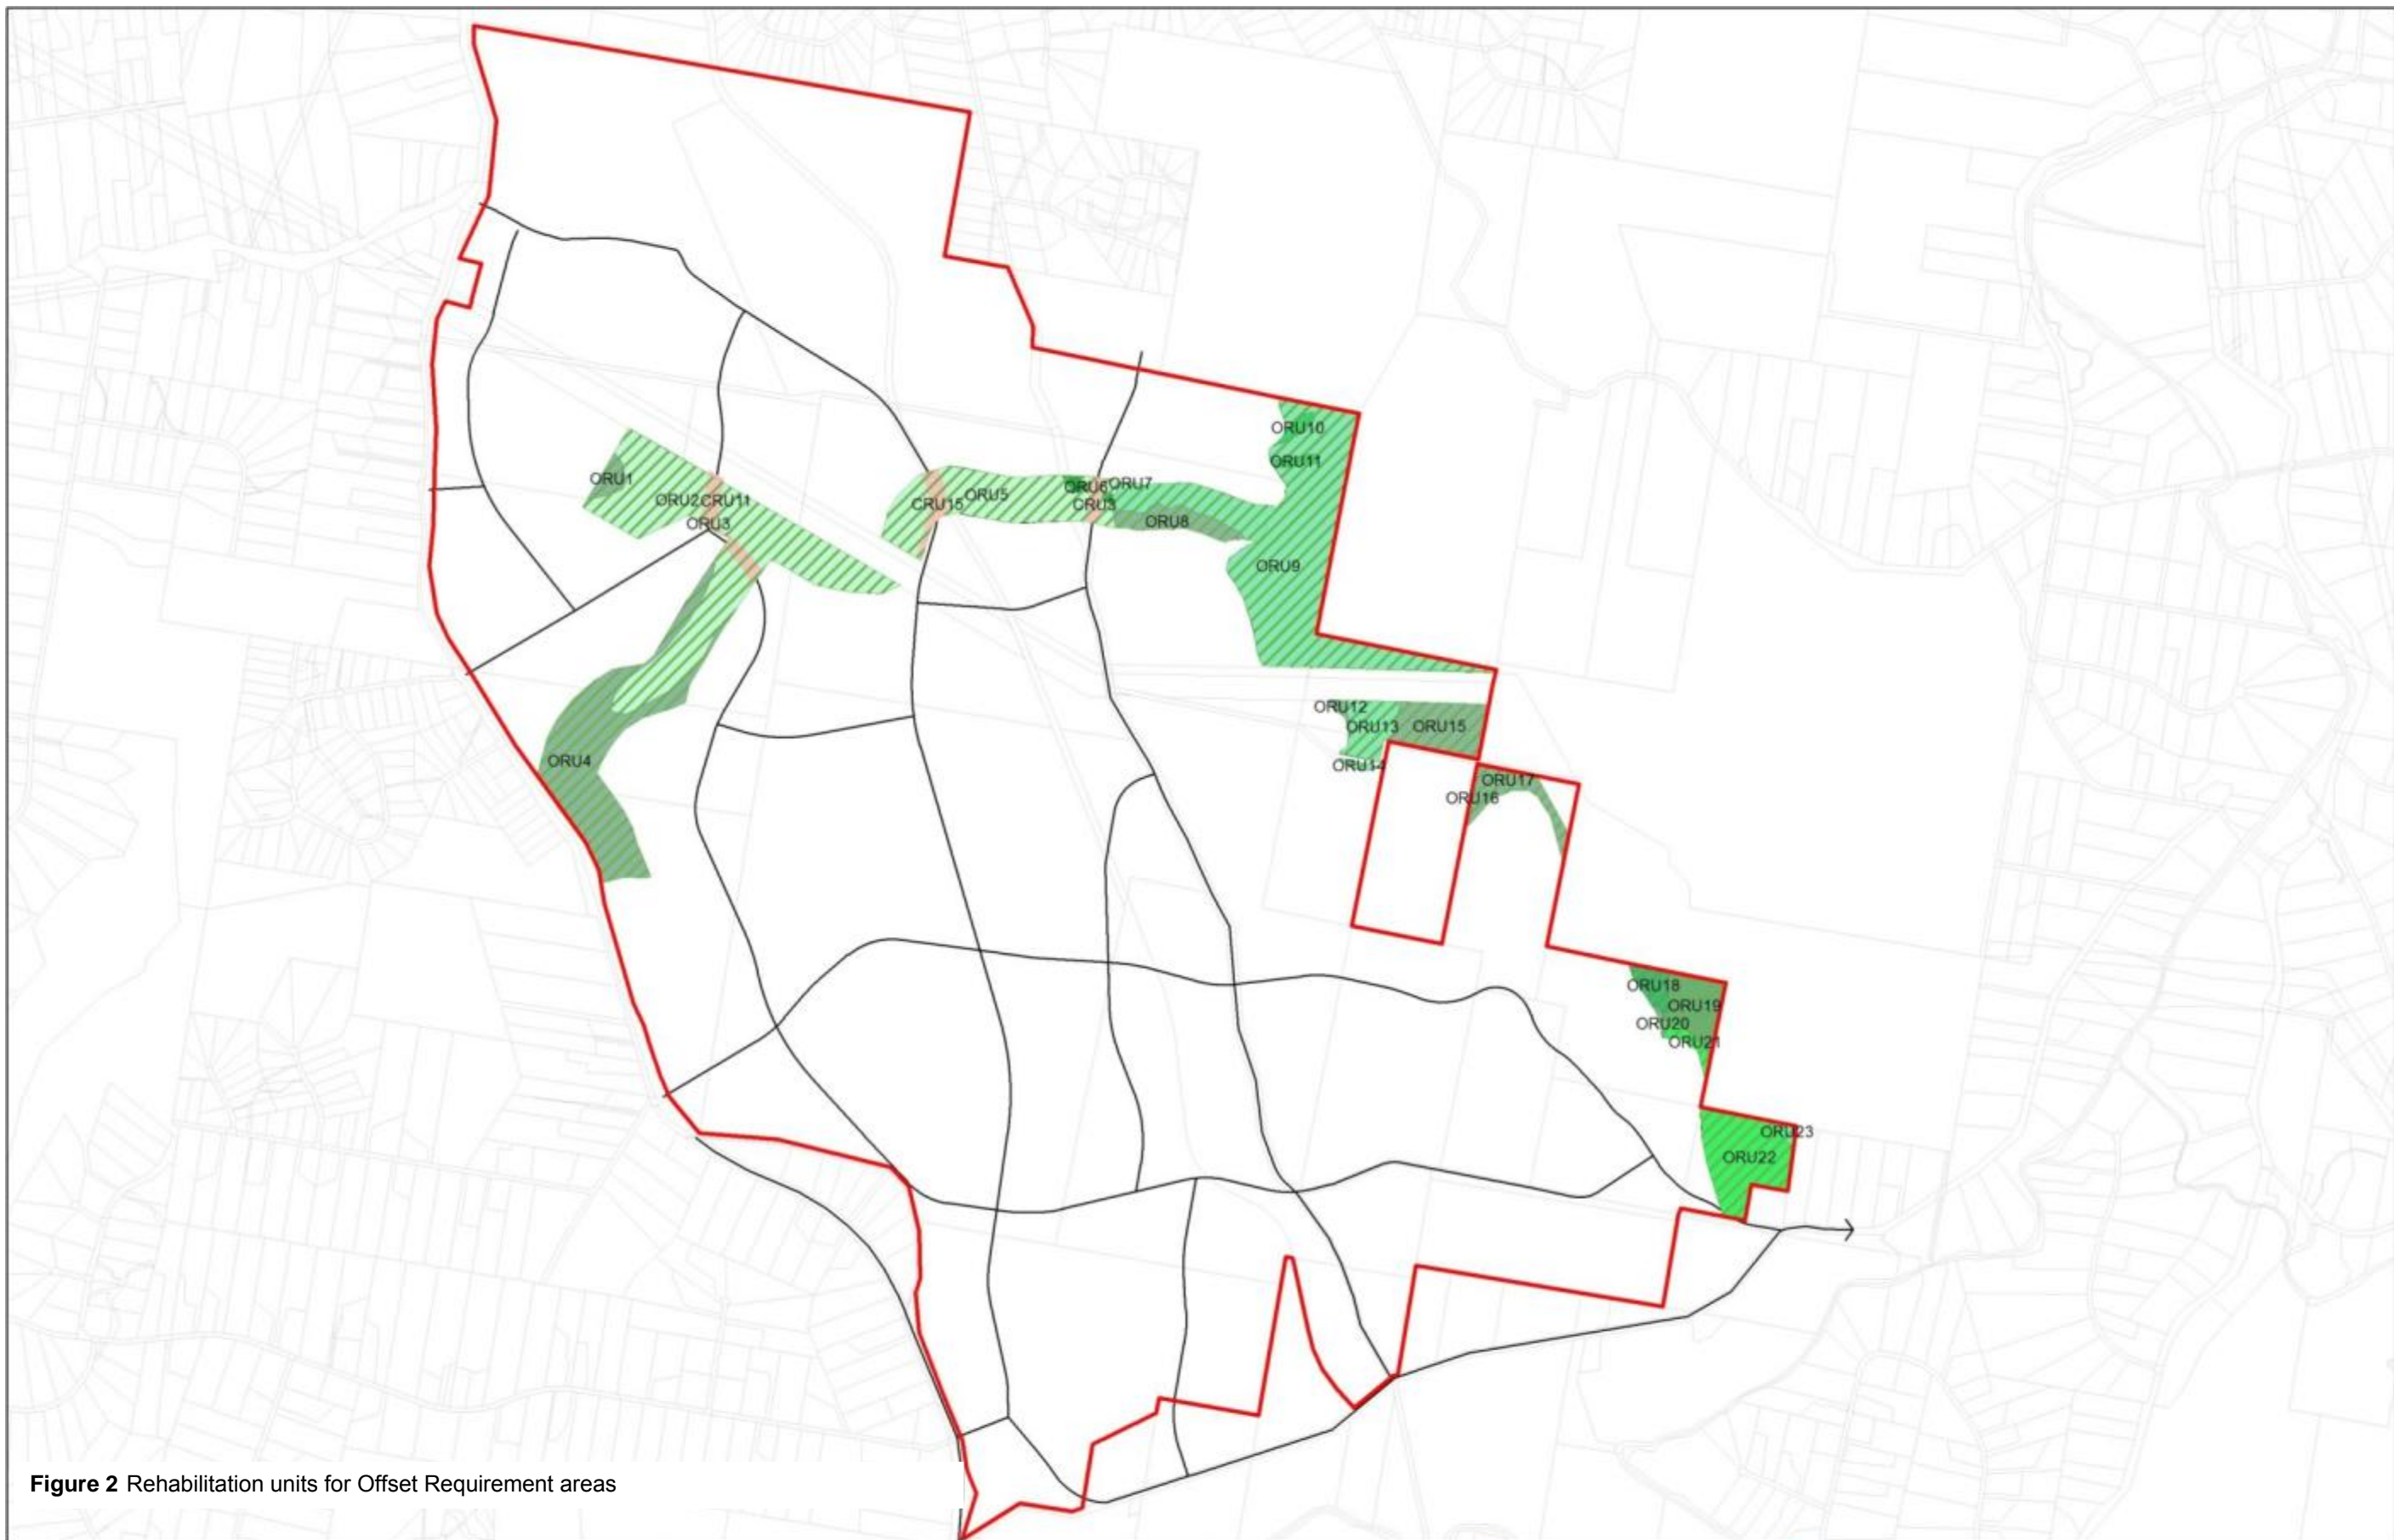 ORU10
ORU11
ORU1
ORU2
CRU11
ORU3
CRU15
ORU5
ORU6
ORU7
CRU3
ORU8
ORU9
ORU12
ORU13
ORU15
ORU14
ORU4
ORU17
ORU16
ORU18
ORU19
ORU20
ORU21
ORU23
ORU22
Figure 2 Rehabilitation units for Offset Requirement areas